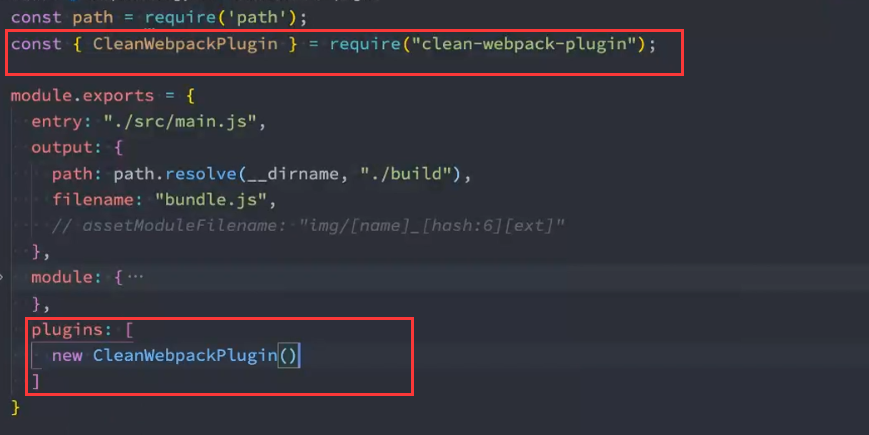 const path = require('path');
const { CleanWebpackPlugin } = require("clean-webpack-plugin");
module.exports = {
entry: "./src/main.js",
output: {
path: path.resolve(__dirname, "./build"),
filename: "bundle.js",
// assetModuleFilename: "img/[name]_[hash:6][ext]"
},
module: {···
},
plugins: [
new CleanWebpackPlugin()
]
}